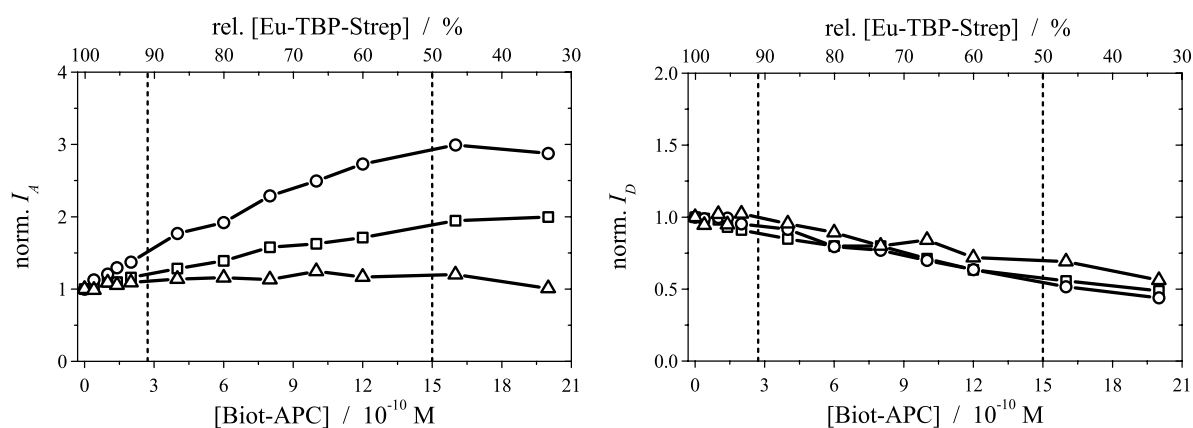 rel. [Eu-TBP-Strep] / %
100 90 80 70 60 50 40 30
4
3
2
1
0
norm. I_A
0 3 6 9 12 15 18 21
[Biot-APC] / 10^-10 M
rel. [Eu-TBP-Strep] / %
100 90 80 70 60 50 40 30
2.0
1.5
1.0
0.5
0.0
norm. I_D
0 3 6 9 12 15 18 21
[Biot-APC] / 10^-10 M